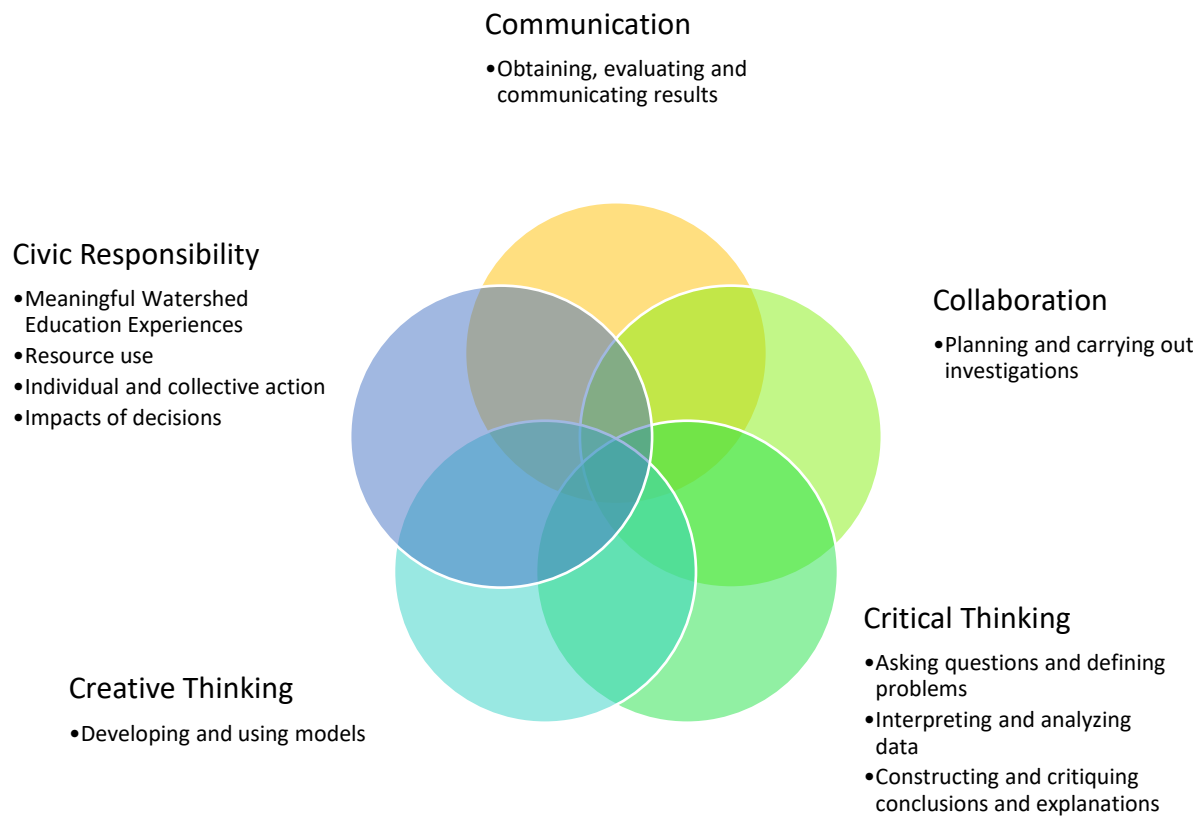 Communication
•Obtaining, evaluating and
communicating results
Civic Responsibility
•Meaningful Watershed
Education Experiences
•Resource use
•Individual and collective action
•Impacts of decisions
Collaboration
•Planning and carrying out
investigations
Creative Thinking
•Developing and using models
Critical Thinking
•Asking questions and defining
problems
•Interpreting and analyzing
data
•Constructing and critiquing
conclusions and explanations